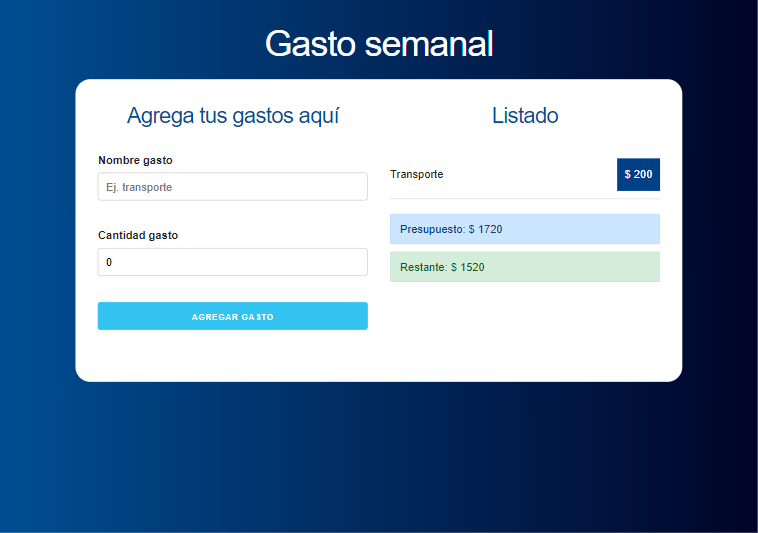 Gasto semanal
Agrega tus gastos aquí
Nombre gasto
Ej. transporte
Cantidad gasto
0
AGREGAR GASTO
Listado
Transporte
$ 200
Presupuesto: $ 1720
Restante: $ 1520